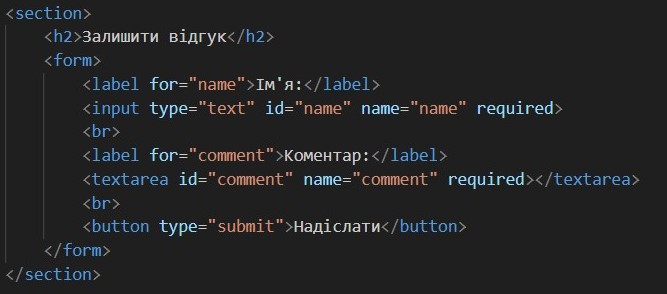 <section>
<h2>Залишити відгук</h2>
<form>
<label for="name">Ім'я:</label>
<input type="text" id="name" name="name" required>
<br>
<label for="comment">Коментар:</label>
<textarea id="comment" name="comment" required></textarea>
<br>
<button type="submit">Надіслати</button>
</form>
</section>